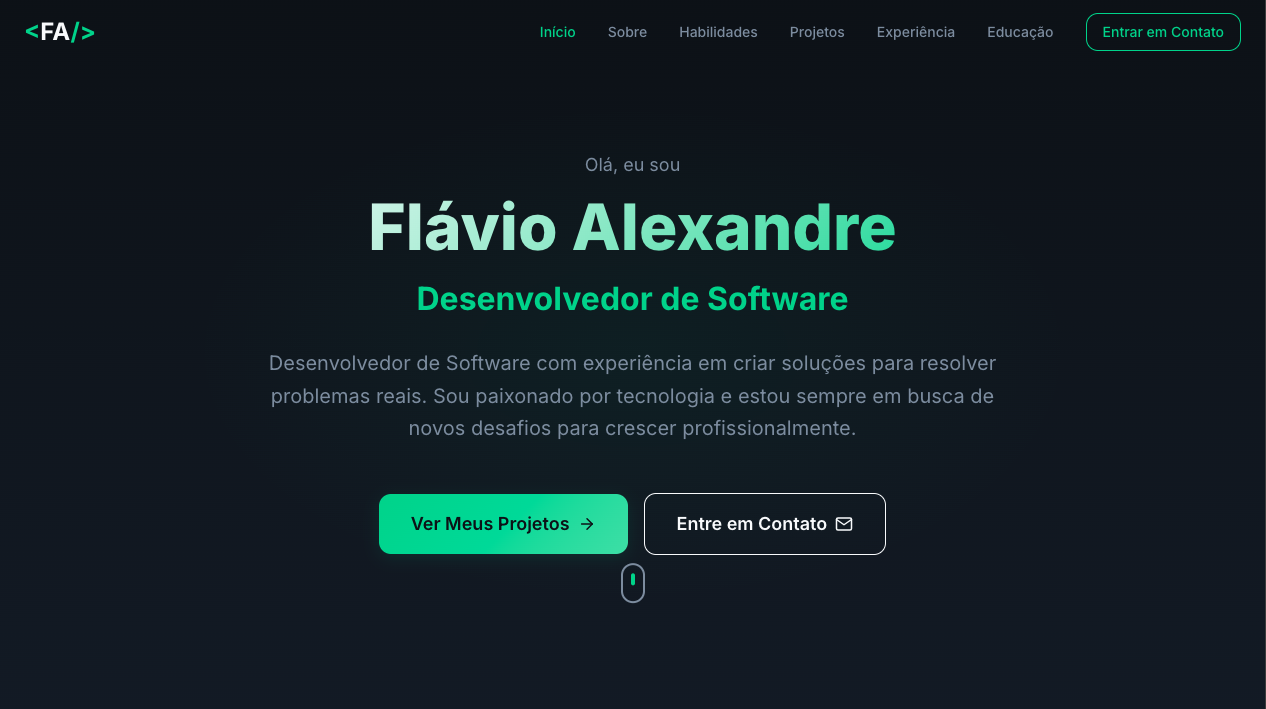 <FA/>
Início Sobre Habilidades Projetos Experiência Educação Entrar em Contato
Olá, eu sou
Flávio Alexandre
Desenvolvedor de Software
Desenvolvedor de Software com experiência em criar soluções para resolver
problemas reais. Sou paixonado por tecnologia e estou sempre em busca de
novos desafios para crescer profissionalmente.
Ver Meus Projetos
Entre em Contato